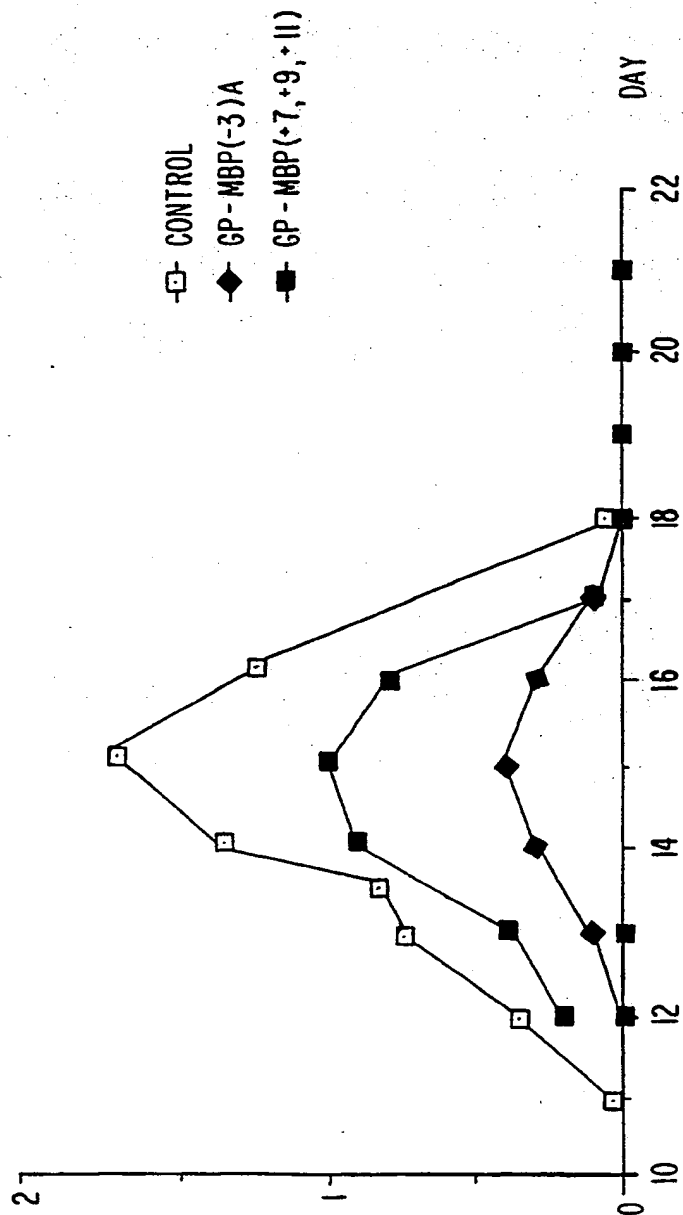 CONTROL
GP-MBP(-3)A
GP-MBP(+7,+9,+11)
2
1
0
10 12 14 16 18 20 22
DAY